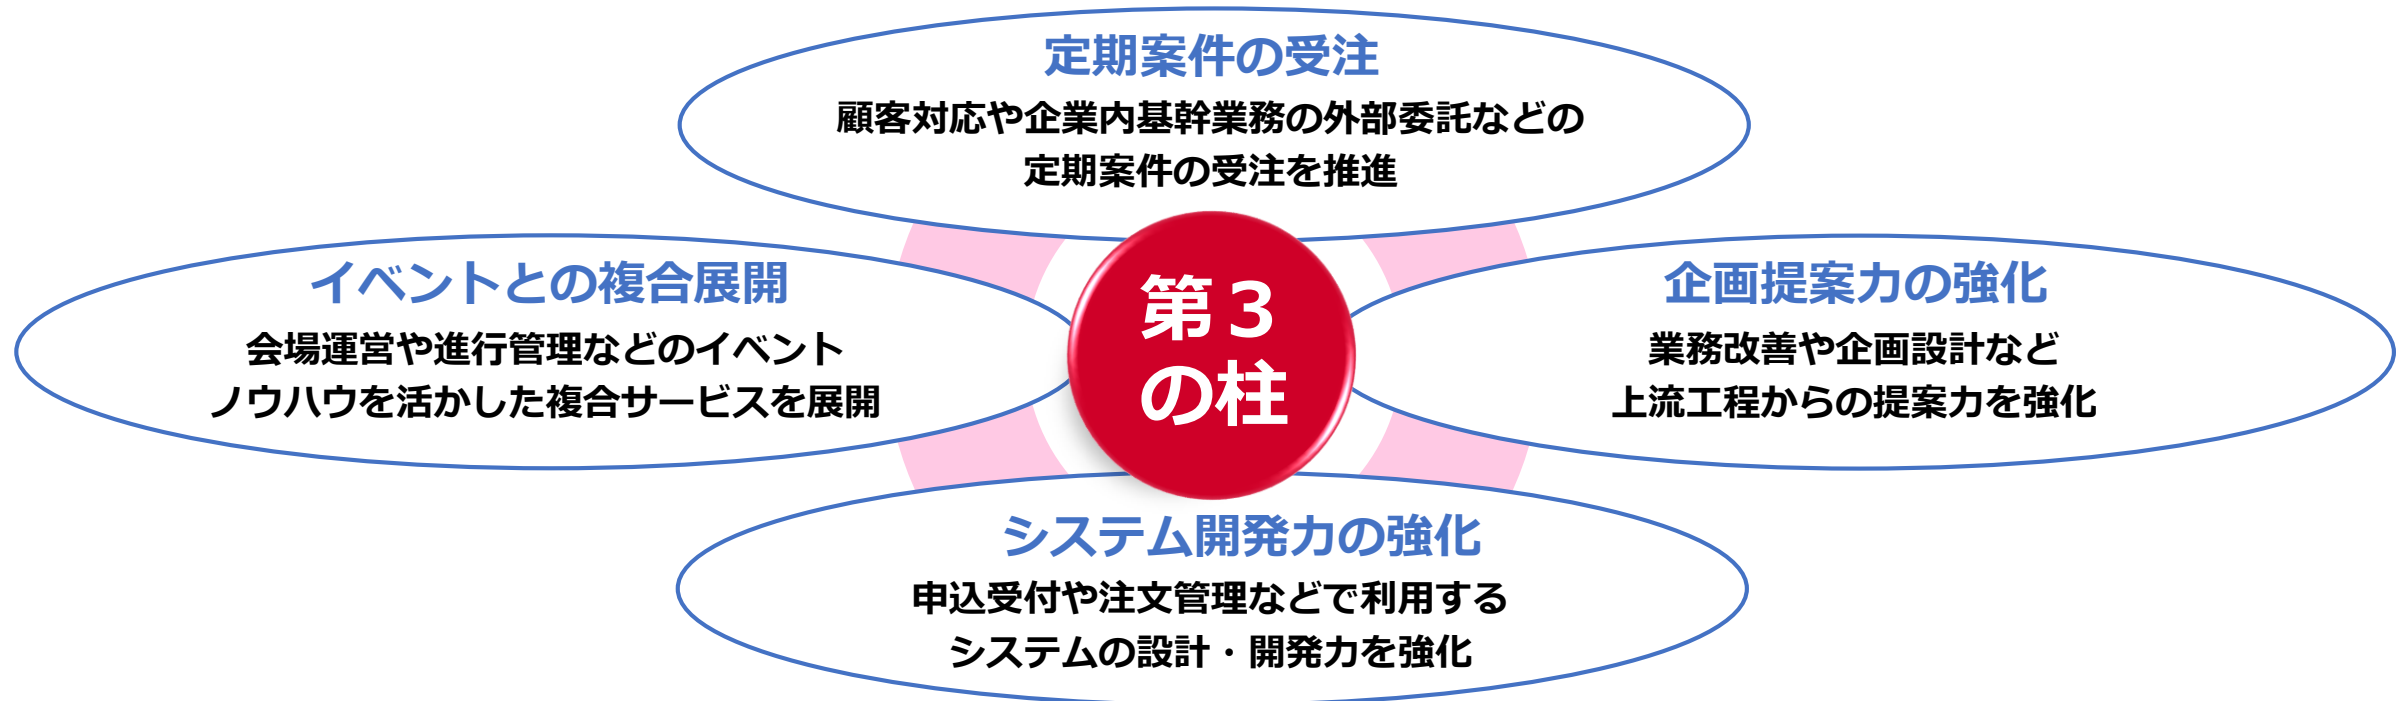 定期案件の受注
顧客対応や企業内基幹業務の外部委託などの
定期案件の受注を推進
イベントとの複合展開
会場運営や進行管理などのイベント
ノウハウを活かした複合サービスを展開
第３
の柱
企画提案力の強化
業務改善や企画設計など
上流工程からの提案力を強化
システム開発力の強化
申込受付や注文管理などで利用する
システムの設計・開発力を強化